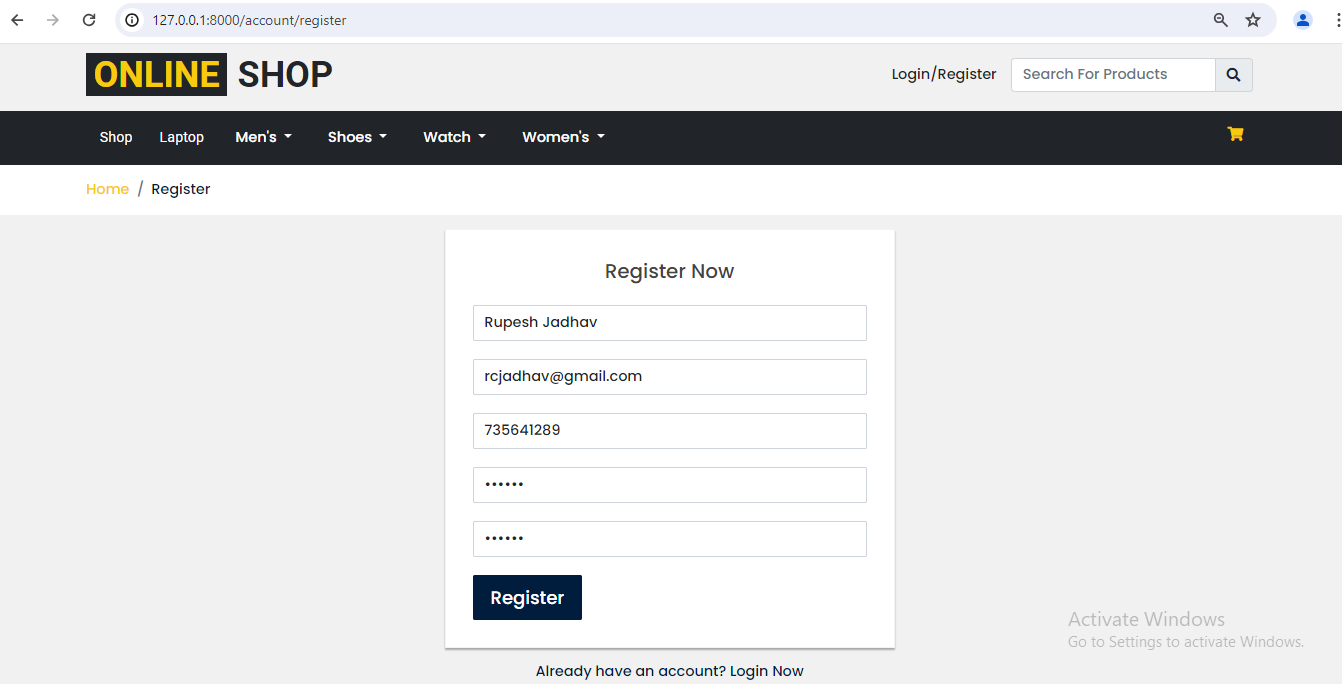 127.0.0.1:8000/account/register
ONLINE SHOP
Login/Register
Search For Products
Shop Laptop Men's Shoes Watch Women's
Home / Register
Register Now
Rupesh Jadhav
rcjadhav@gmail.com
735641289
••••••
••••••
Register
Already have an account? Login Now
Activate Windows
Go to Settings to activate Windows.